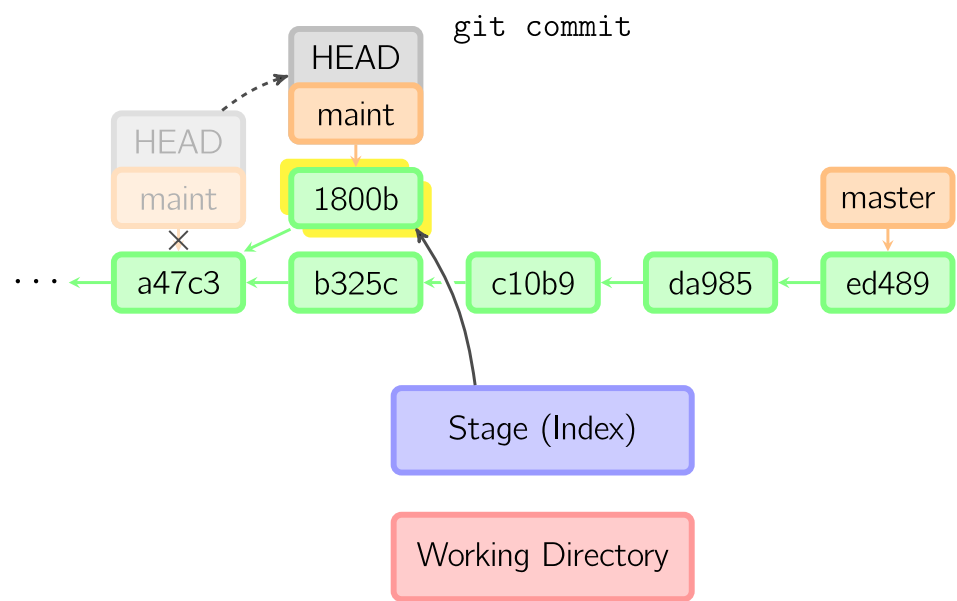 git commit
HEAD
maint
HEAD
maint
1800b
master
··· a47c3 b325c c10b9 da985 ed489
Stage (Index)
Working Directory